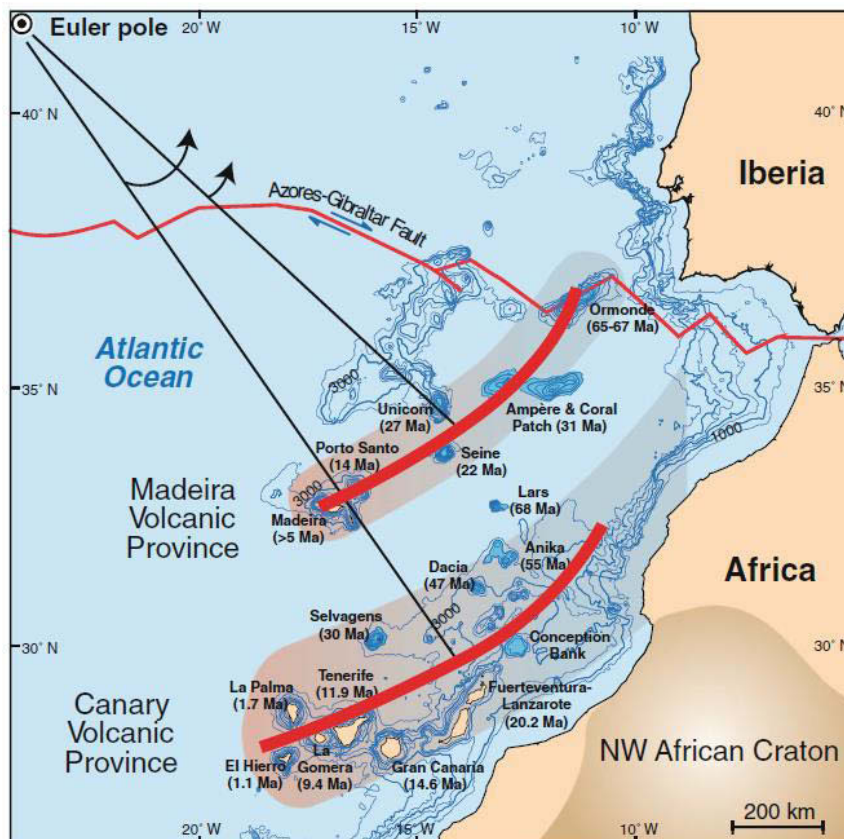 Euler pole
20° W
15° W
10° W
40° N
Iberia
Azores-Gibraltar Fault
Ormonde
(65-67 Ma)
Atlantic
Ocean
35° N
35° N
3000
Unicorn
(27 Ma)
Ampère & Coral
Patch (31 Ma)
1000
Porto Santo
(14 Ma)
Seine
(22 Ma)
3000
Madeira
Volcanic
Province
Madeira
(>5 Ma)
Lars
(68 Ma)
Anika
(55 Ma)
Dacia
(47 Ma)
Africa
3000
Selvagens
(30 Ma)
30° N
30° N
Conception
Bank
La Palma
(1.7 Ma)
Tenerife
(11.9 Ma)
Fuerteventura-
Lanzarote
(20.2 Ma)
Canary
Volcanic
Province
El Hierro
(1.1 Ma)
La
Gomera
(9.4 Ma)
Gran Canaria
(14.6 Ma)
NW African Craton
20° W
15° W
10° W
200 km